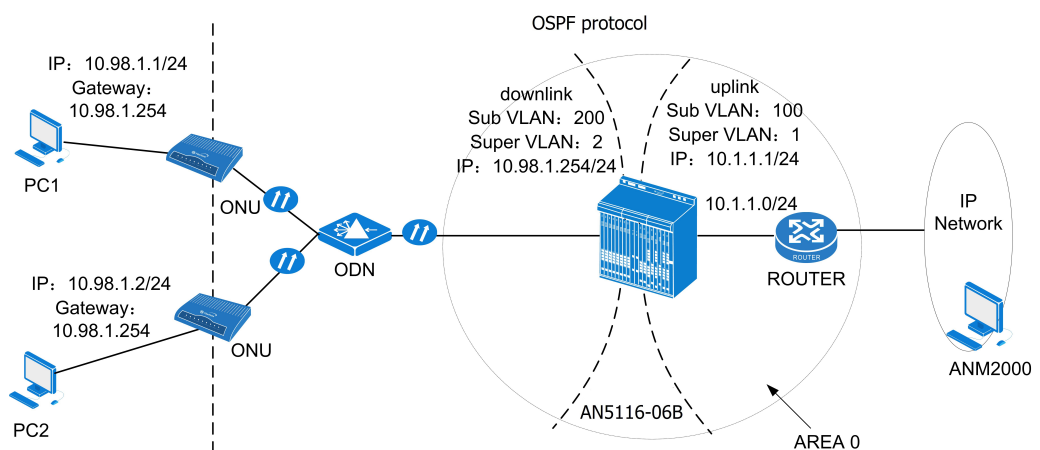 OSPF protocol
IP：10.98.1.1/24
Gateway：
10.98.1.254
PC1
ONU
downlink
Sub VLAN：200
Super VLAN：2
IP：10.98.1.254/24
uplink
Sub VLAN：100
Super VLAN：1
IP：10.1.1.1/24
10.1.1.0/24
IP
Network
ODN
ROUTER
ROUTER
IP：10.98.1.2/24
Gateway：
10.98.1.254
ONU
PC2
ANM2000
AN5116-06B
AREA 0